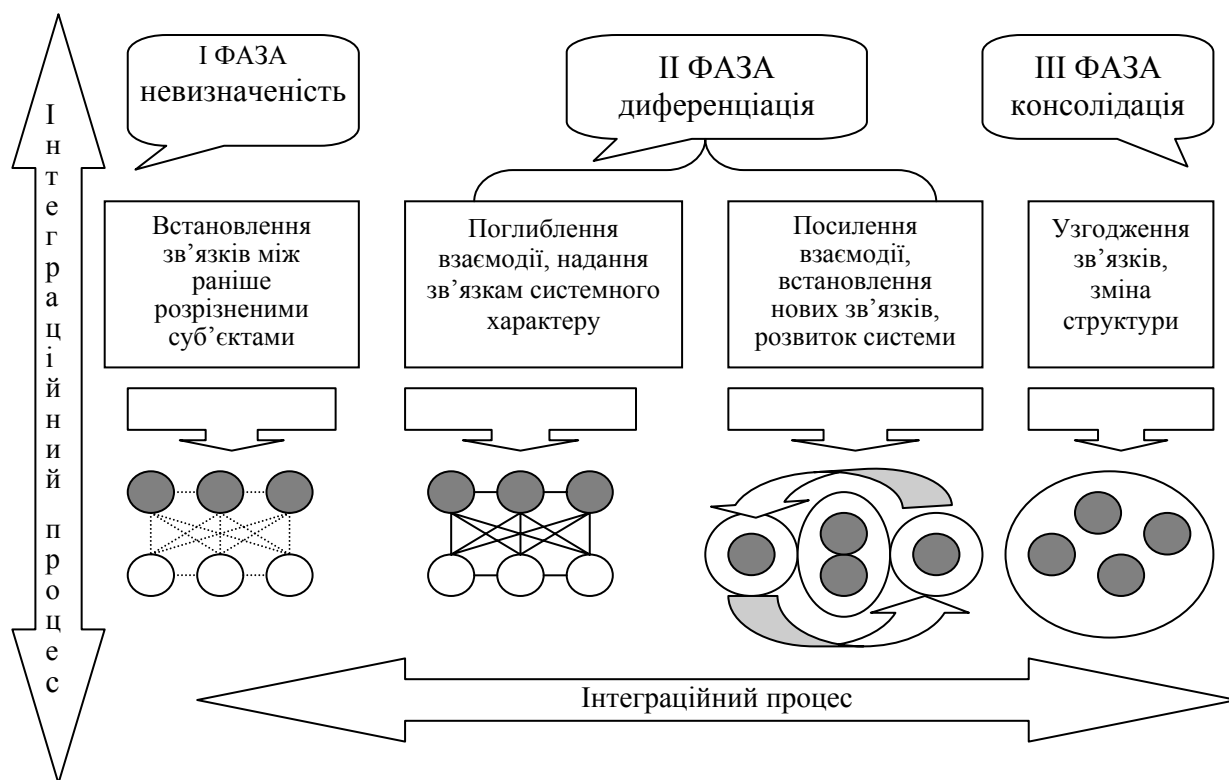 І ФАЗА
невизначеність
ІІ ФАЗА
диференціація
ІІІ ФАЗА
консолідація
Інтеграційний процес
Встановлення
зв’язків між
раніше
розрізненими
суб’єктами
Поглиблення
взаємодії, надання
зв’язкам системного
характеру
Посилення
взаємодії,
встановлення
нових зв’язків,
розвиток системи
Узгодження
зв’язків,
зміна
структури
Інтеграційний процес